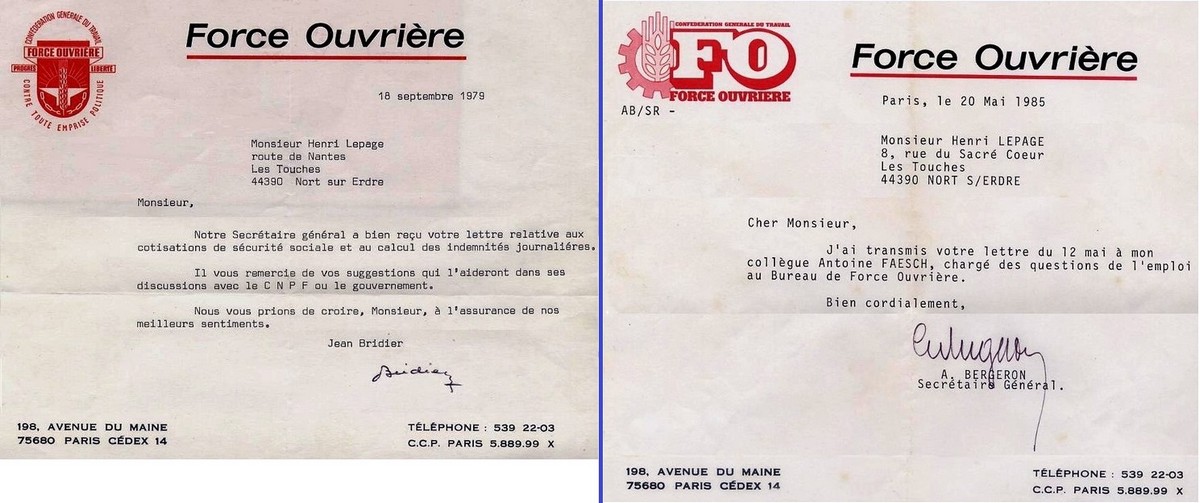 CONFÉDÉRATION GÉNÉRALE DU TRAVAIL
FORCE OUVRIÈRE
PROGRÈS LIBERTÉ
CONTRE TOUTE EMPRISE POLITIQUE
Force Ouvrière
18 septembre 1979
Monsieur Henri Lepage
route de Nantes
Les Touches
44390 Nort sur Erdre
Monsieur,
Notre Secrétaire général a bien reçu votre lettre relative aux
cotisations de sécurité sociale et au calcul des indemnités journalières.
Il vous remercie de vos suggestions qui l'aideront dans ses
discussions avec le C N P F ou le gouvernement.
Nous vous prions de croire, Monsieur, à l'assurance de nos
meilleurs sentiments.
Jean Bridier
Bridier
198, AVENUE DU MAINE
75680 PARIS CÉDEX 14
TÉLÉPHONE : 539 22-03
C.C.P. PARIS 5.889.99 X
CONFEDERATION GENERALE DU TRAVAIL
FO
FORCE OUVRIÈRE
Force Ouvrière
AB/SR -
Paris, le 20 Mai 1985
Monsieur Henri LEPAGE
8, rue du Sacré Coeur
Les Touches
44390 NORT S/ERDRE
Cher Monsieur,
J'ai transmis votre lettre du 12 mai à mon
collègue Antoine FAESCH, chargé des questions de l'emploi
au Bureau de Force Ouvrière.
Bien cordialement,
A. BERGERON
Secrétaire Général.
198, AVENUE DU MAINE
75680 PARIS CEDEX 14
TÉLÉPHONE : 539 22-03
C.C.P. PARIS 5.889.99 X